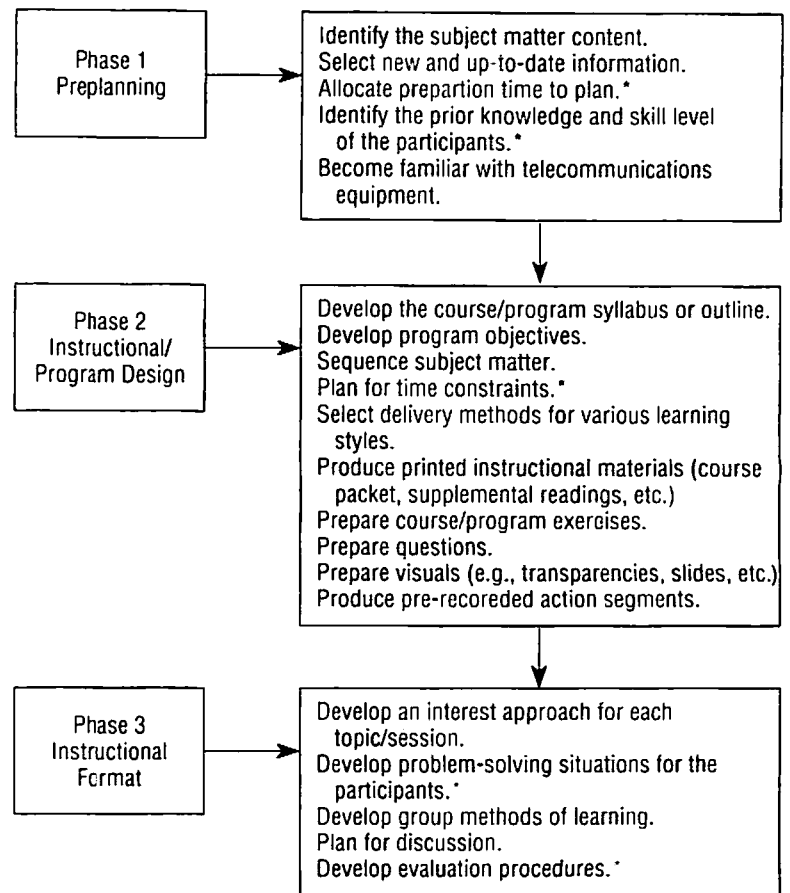 Phase 1
Preplanning
Identify the subject matter content.
Select new and up-to-date information.
Allocate prepartion time to plan.*
Identify the prior knowledge and skill level
of the participants.*
Become familiar with telecommunications
equipment.
Phase 2
Instructional/
Program Design
Develop the course/program syllabus or outline.
Develop program objectives.
Sequence subject matter.
Plan for time constraints.*
Select delivery methods for various learning
styles.
Produce printed instructional materials (course
packet, supplemental readings, etc.)
Prepare course/program exercises.
Prepare questions.
Prepare visuals (e.g., transparencies, slides, etc.)
Produce pre-recoreded action segments.
Phase 3
Instructional
Format
Develop an interest approach for each
topic/session.
Develop problem-solving situations for the
participants.*
Develop group methods of learning.
Plan for discussion.
Develop evaluation procedures.*